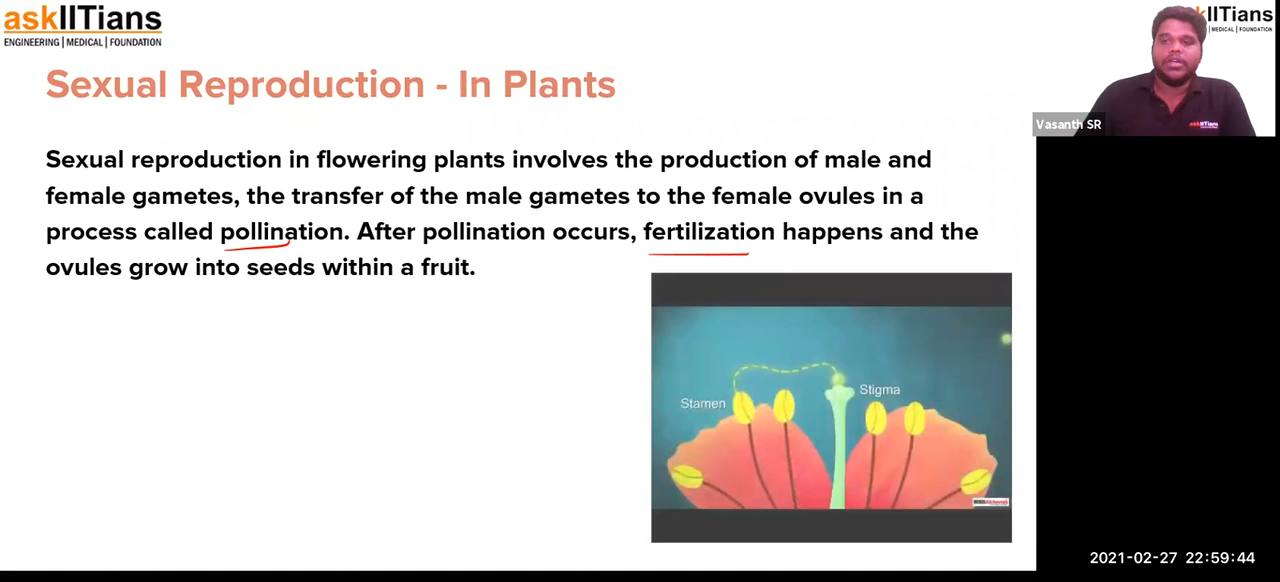 askIITians
ENGINEERING | MEDICAL | FOUNDATION
kIITians
| MEDICAL | FOUNDATION
Sexual Reproduction - In Plants
Vasanth SR
askIITians
Sexual reproduction in flowering plants involves the production of male and
female gametes, the transfer of the male gametes to the female ovules in a
process called pollination. After pollination occurs, fertilization happens and the
ovules grow into seeds within a fruit.
Stamen
Stigma
2021-02-27 22:59:44